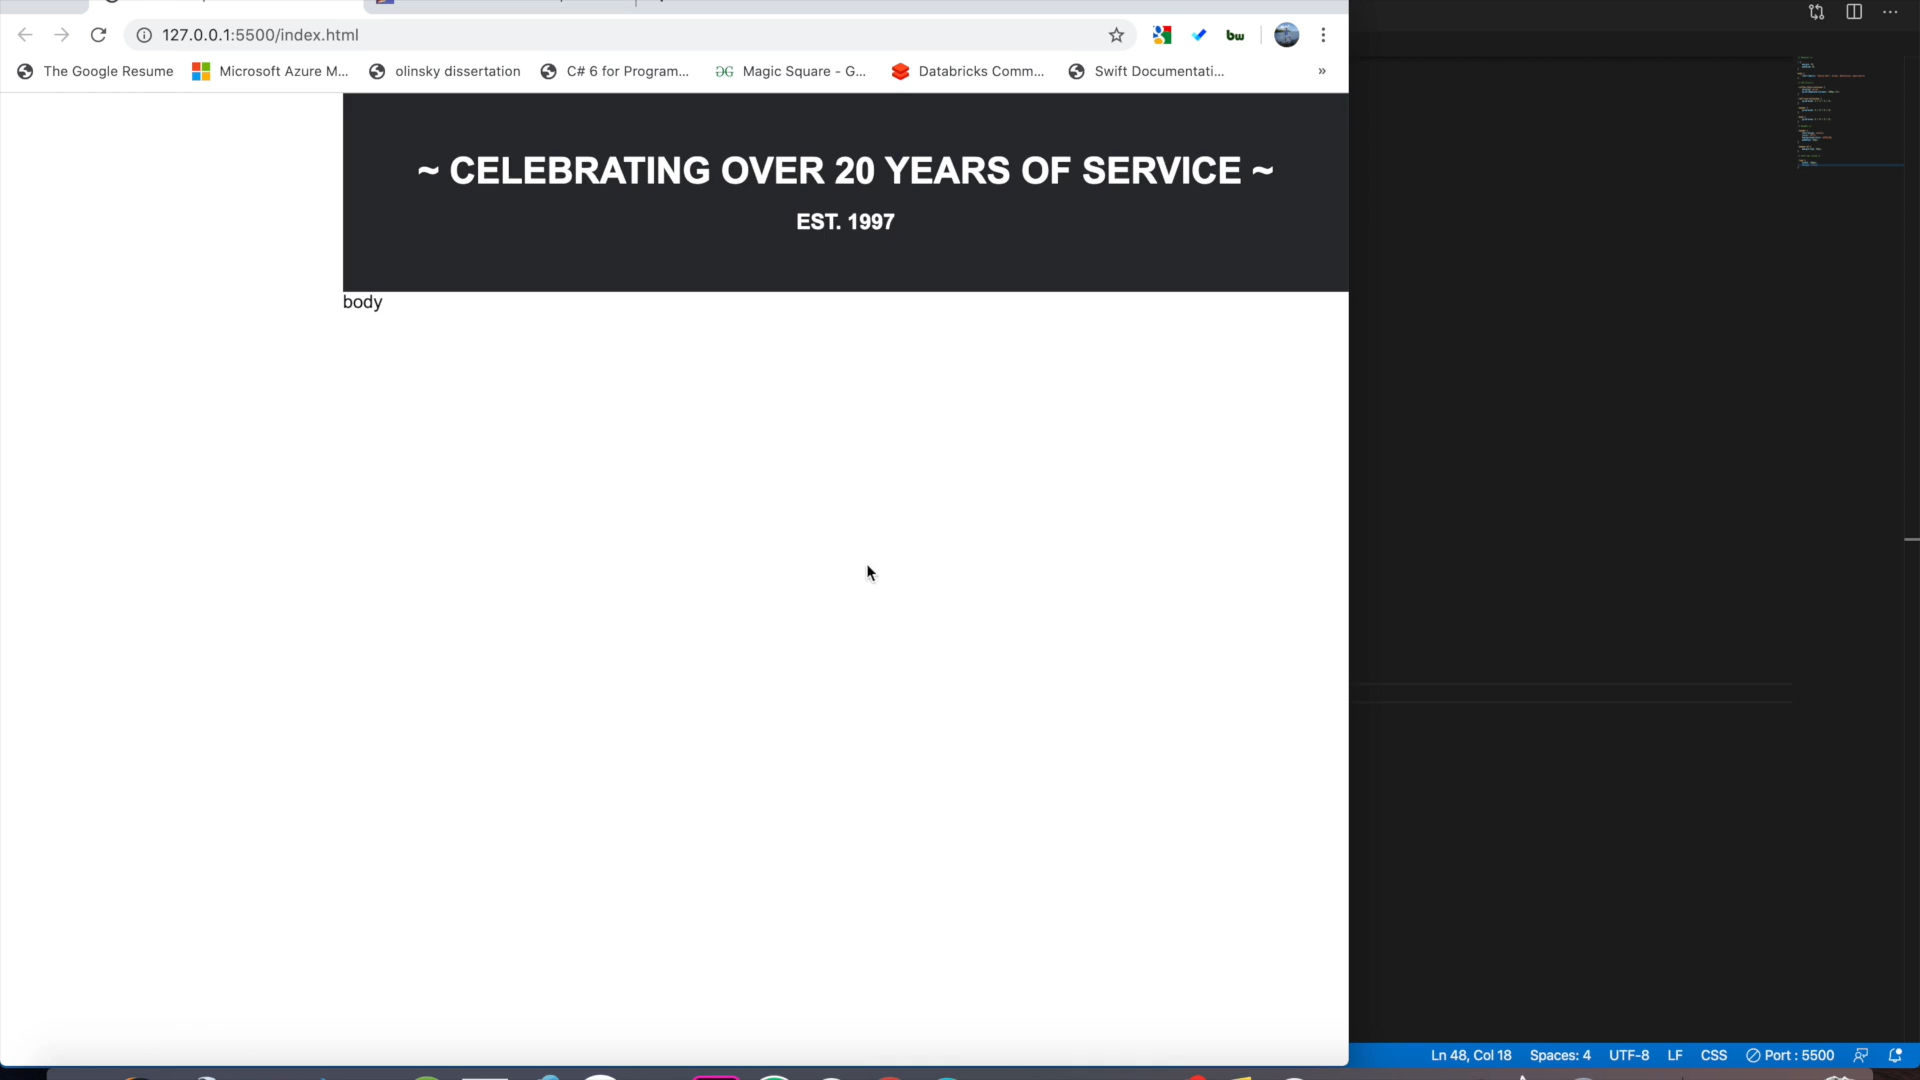 127.0.0.1:5500/index.html
bw
The Google Resume
Microsoft Azure M...
olinsky dissertation
C# 6 for Program...
Magic Square - G...
Databricks Comm...
Swift Documentati...
»
~ CELEBRATING OVER 20 YEARS OF SERVICE ~
EST. 1997
body
Ln 48, Col 18 Spaces: 4 UTF-8 LF CSS Port : 5500